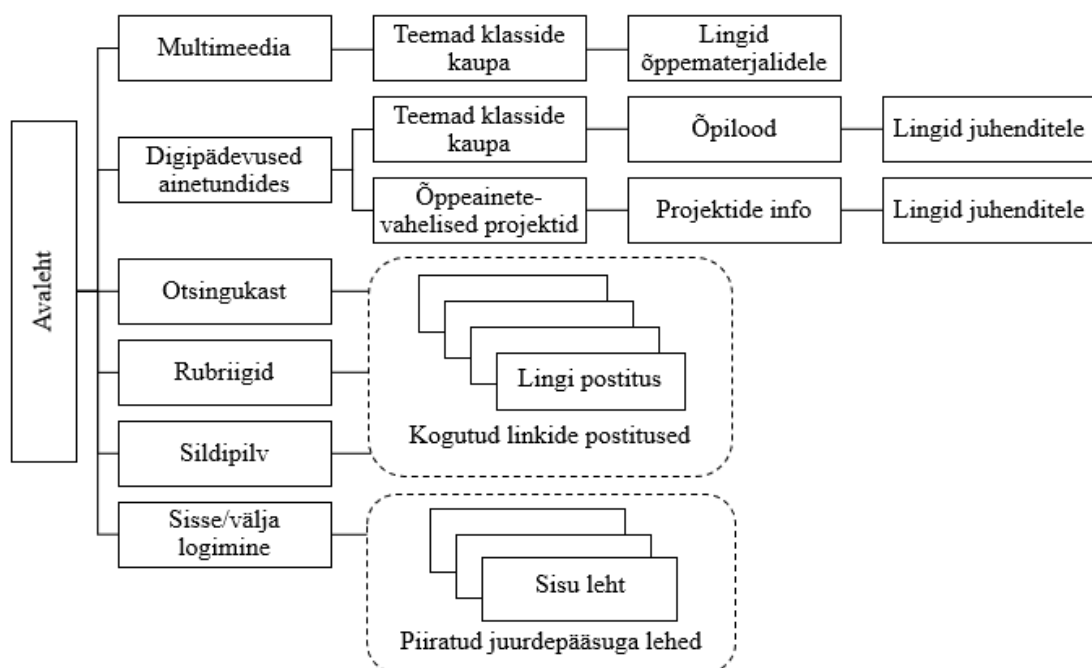 Avaleht
Multimeedia
Teemad klasside
kaupa
Lingid
õppematerjalidele
Digipädevused
ainetundides
Teemad klasside
kaupa
Õpilood
Lingid juhenditele
Õppeainete-
vahelised projektid
Projektide info
Lingid juhenditele
Otsingukast
Rubriigid
Sildipilv
Lingi postitus
Kogutud linkide postitused
Sisse/välja
logimine
Sisu leht
Piiratud juurdepääsuga lehed